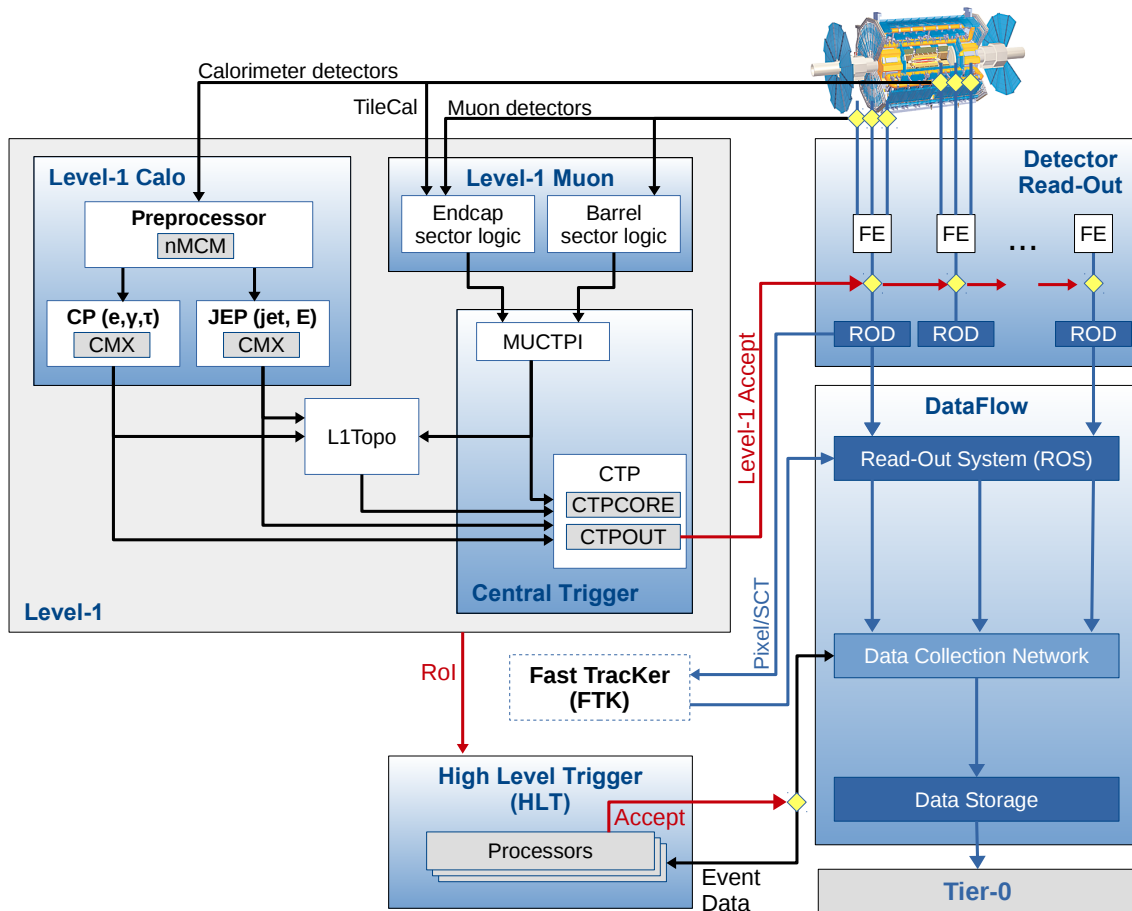 Calorimeter detectors
TileCal
Muon detectors
Level-1 Calo
Preprocessor
nMCM
CP (e,γ,τ)
CMX
JEP (jet, E)
CMX
Level-1 Muon
Endcap
sector logic
Barrel
sector logic
MUCTPI
L1Topo
CTP
CTPCORE
CTPOUT
Central Trigger
Level-1
Level-1 Accept
Detector
Read-Out
FE
FE
...
FE
ROD
ROD
ROD
DataFlow
Read-Out System (ROS)
Pixel/SCT
Data Collection Network
RoI
Fast TracKer
(FTK)
High Level Trigger
(HLT)
Accept
Processors
Event
Data
Data Storage
Tier-0